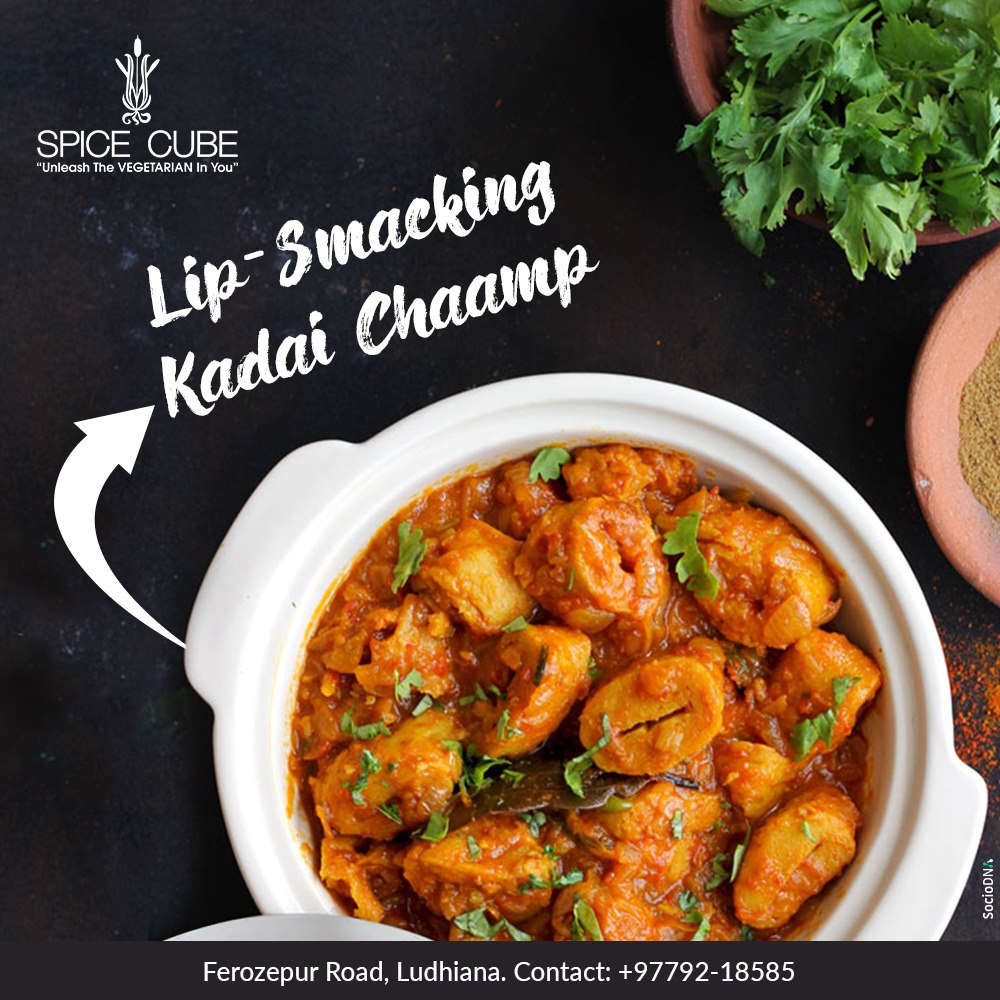 SPICE CUBE
"Unleash The VEGETARIAN In You"
Lip-Smacking
Kadai Chaamp
SocioDNA
Ferozepur Road, Ludhiana. Contact: +97792-18585